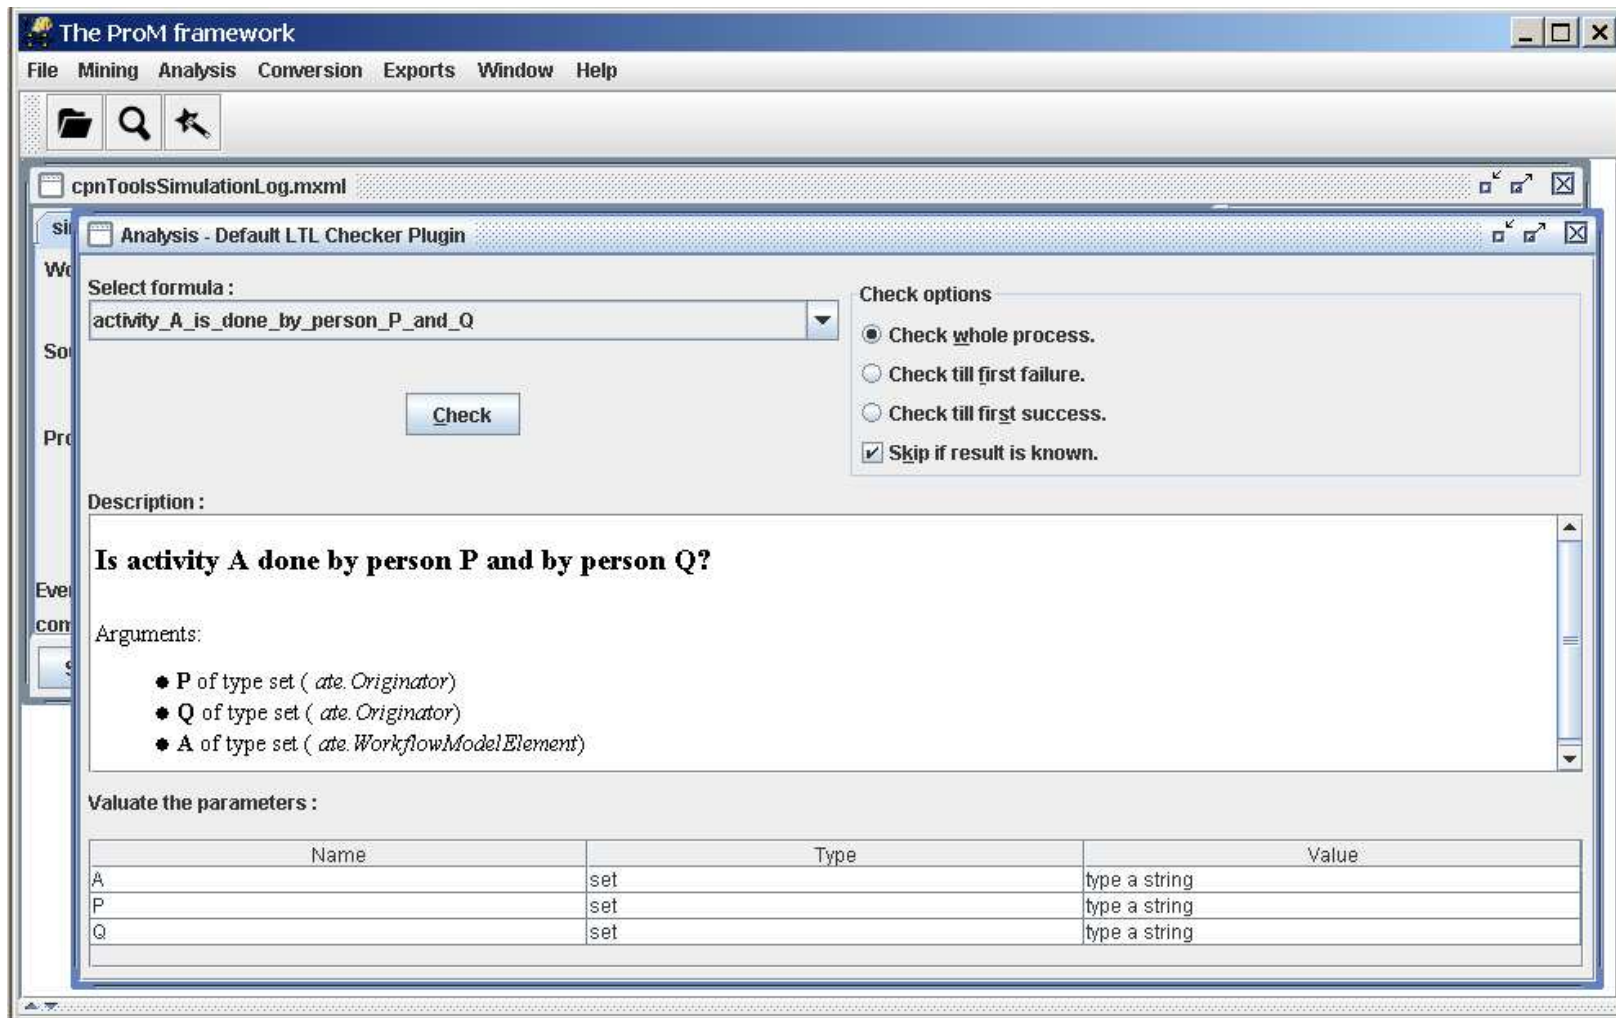 The ProM framework
File Mining Analysis Conversion Exports Window Help
cpnToolsSimulationLog.mxml
Analysis - Default LTL Checker Plugin
Select formula :
activity_A_is_done_by_person_P_and_Q
Check
Check options
Check whole process.
Check till first failure.
Check till first success.
Skip if result is known.
Description :
Is activity A done by person P and by person Q?
Arguments:
P of type set ( ate.Originator)
Q of type set ( ate.Originator)
A of type set ( ate.WorkflowModelElement)
Valuate the parameters :
Name Type Value
A set type a string
P set type a string
Q set type a string